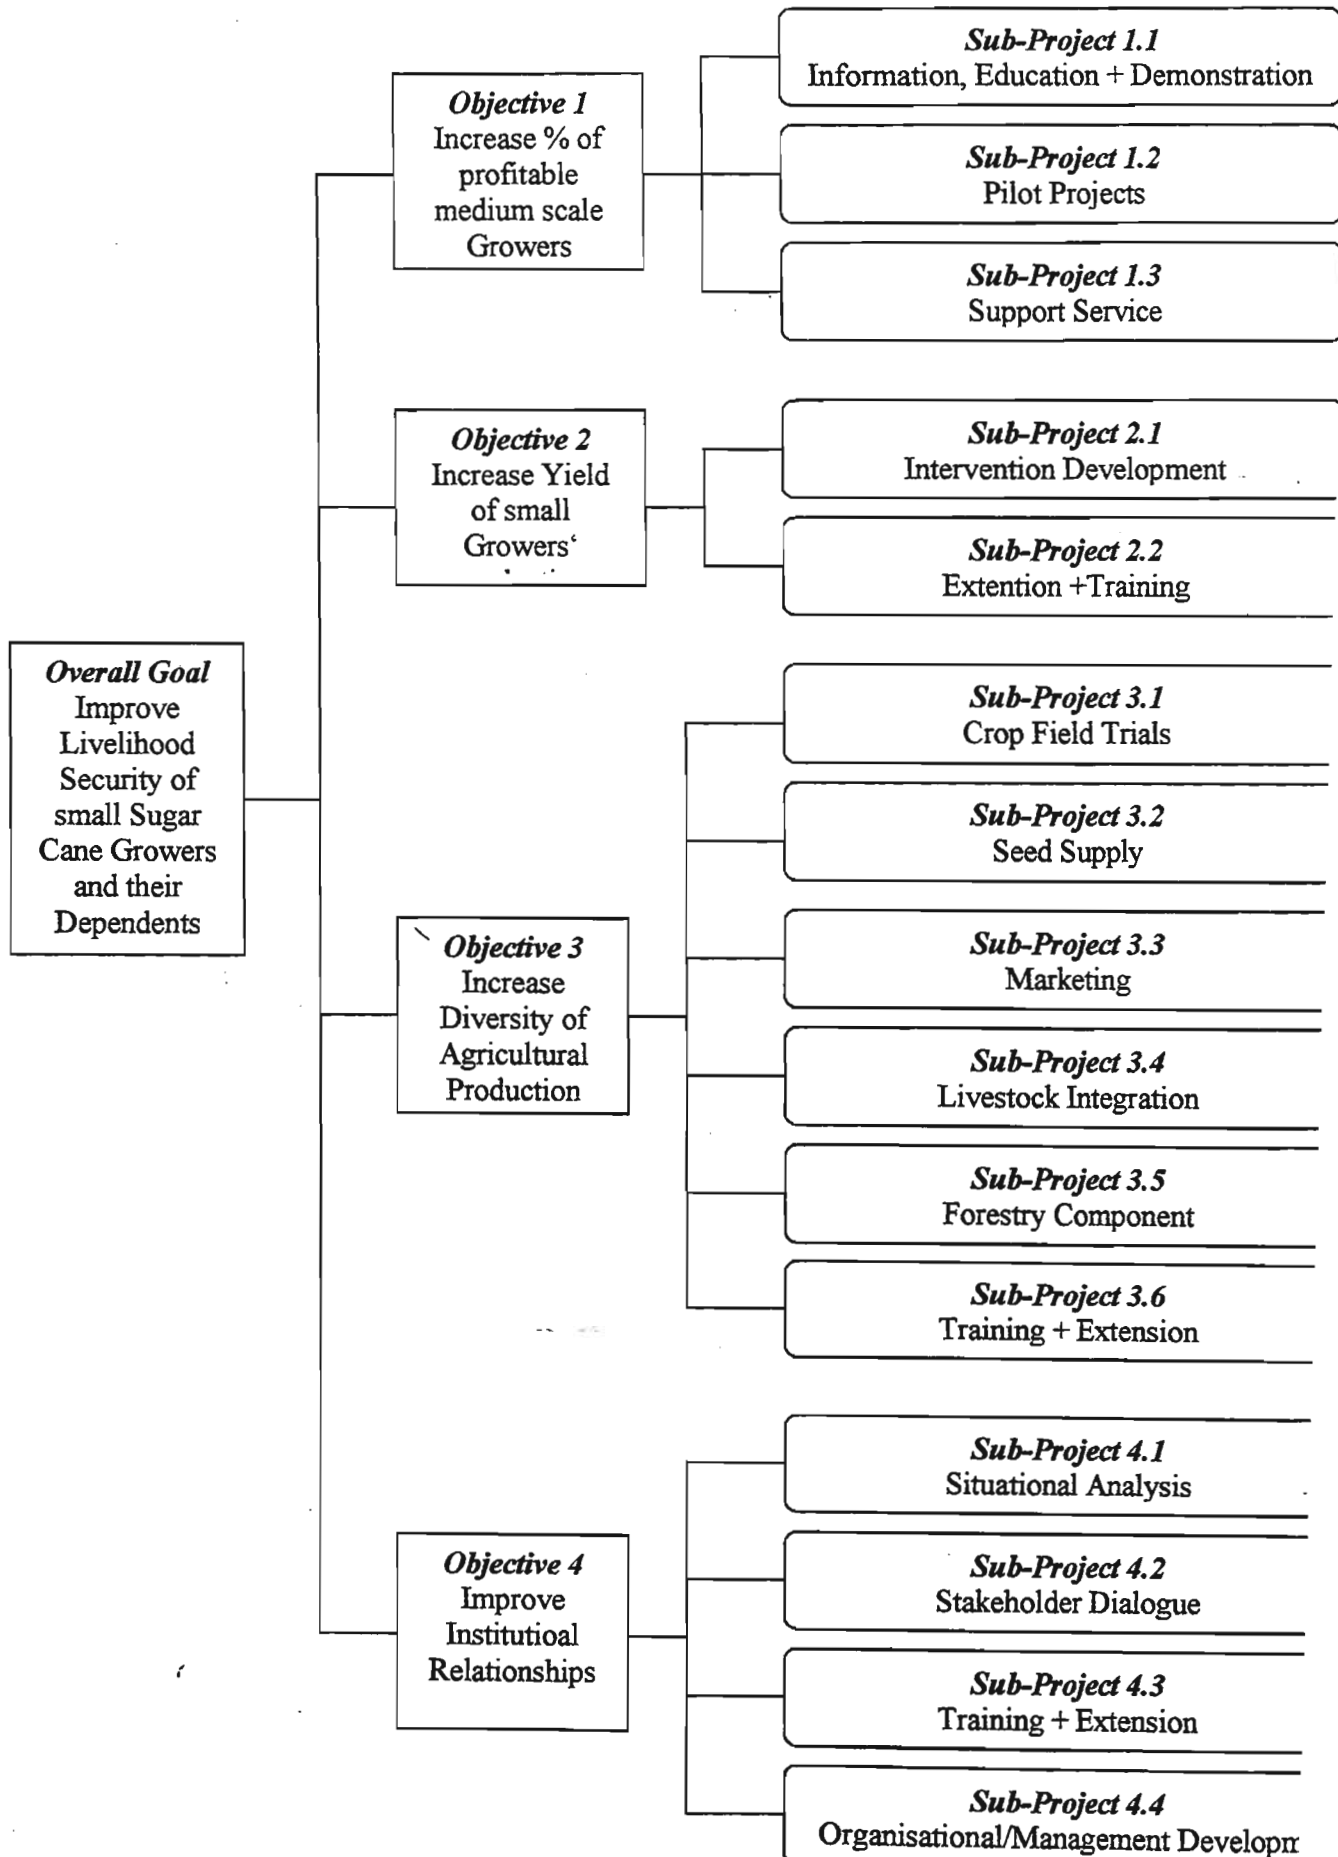 Overall Goal
Improve
Livelihood
Security of
small Sugar
Cane Growers
and their
Dependents
Objective 1
Increase % of
profitable
medium scale
Growers
Sub-Project 1.1
Information, Education + Demonstration
Sub-Project 1.2
Pilot Projects
Sub-Project 1.3
Support Service
Objective 2
Increase Yield
of small
Growers‘
Sub-Project 2.1
Intervention Development
Sub-Project 2.2
Extention +Training
Objective 3
Increase
Diversity of
Agricultural
Production
Sub-Project 3.1
Crop Field Trials
Sub-Project 3.2
Seed Supply
Sub-Project 3.3
Marketing
Sub-Project 3.4
Livestock Integration
Sub-Project 3.5
Forestry Component
Sub-Project 3.6
Training + Extension
Objective 4
Improve
Institutioal
Relationships
Sub-Project 4.1
Situational Analysis
Sub-Project 4.2
Stakeholder Dialogue
Sub-Project 4.3
Training + Extension
Sub-Project 4.4
Organisational/Management